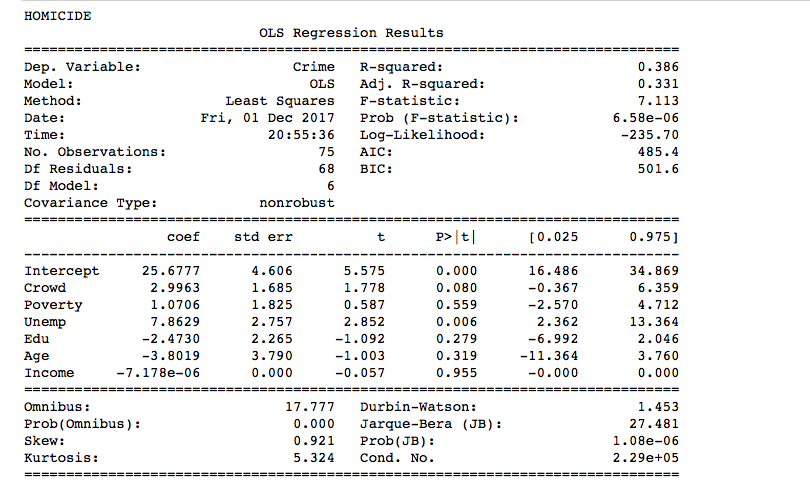 HOMICIDE
OLS Regression Results
==============================================================================
Dep. Variable: Crime R-squared: 0.386
Model: OLS Adj. R-squared: 0.331
Method: Least Squares F-statistic: 7.113
Date: Fri, 01 Dec 2017 Prob (F-statistic): 6.58e-06
Time: 20:55:36 Log-Likelihood: -235.70
No. Observations: 75 AIC: 485.4
Df Residuals: 68 BIC: 501.6
Df Model: 6
Covariance Type: nonrobust
==============================================================================
coef std err t P>|t| [0.025 0.975]
------------------------------------------------------------------------------
Intercept 25.6777 4.606 5.575 0.000 16.486 34.869
Crowd 2.9963 1.685 1.778 0.080 -0.367 6.359
Poverty 1.0706 1.825 0.587 0.559 -2.570 4.712
Unemp 7.8629 2.757 2.852 0.006 2.362 13.364
Edu -2.4730 2.265 -1.092 0.279 -6.992 2.046
Age -3.8019 3.790 -1.003 0.319 -11.364 3.760
Income -7.178e-06 0.000 -0.057 0.955 -0.000 0.000
==============================================================================
Omnibus: 17.777 Durbin-Watson: 1.453
Prob(Omnibus): 0.000 Jarque-Bera (JB): 27.481
Skew: 0.921 Prob(JB): 1.08e-06
Kurtosis: 5.324 Cond. No. 2.29e+05
==============================================================================